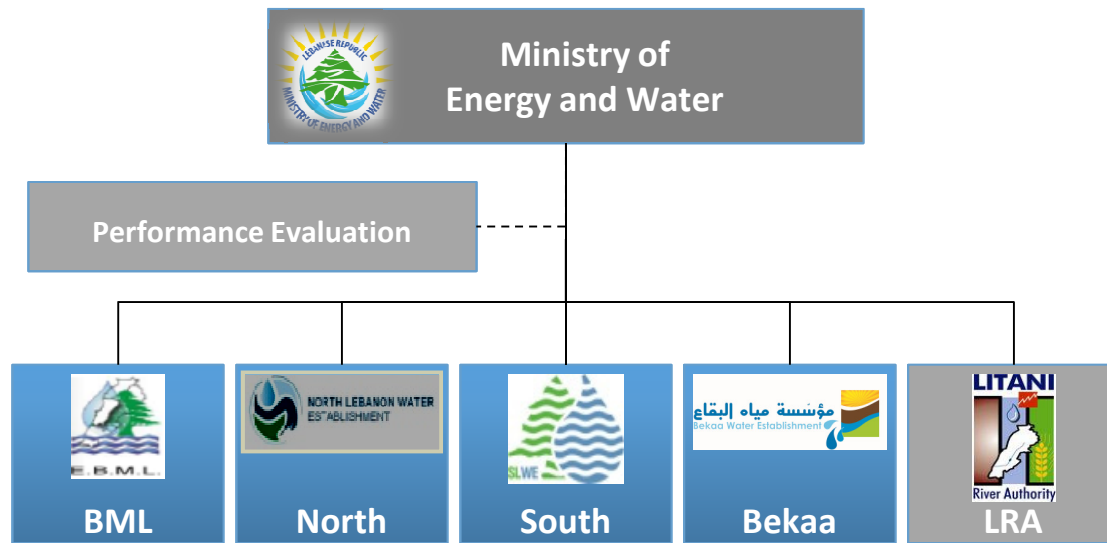 LEBANESE REPUBLIC
MINISTRY OF ENERGY AND WATER
Ministry of
Energy and Water
Performance Evaluation
E.B.M.L.
BML
NORTH LEBANON WATER
ESTABLISHMENT
North
SLWE
South
مؤسسة مياه البقاع
Bekaa Water Establishment
Bekaa
LITANI
River Authority
LRA